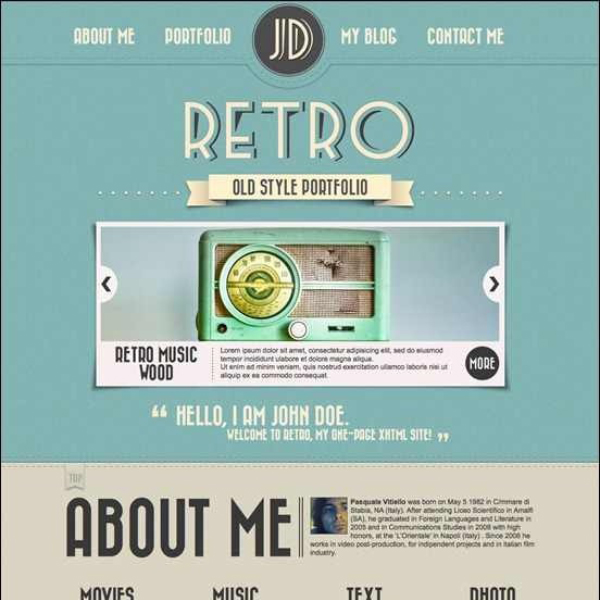 ABOUT ME PORTFOLIO JD MY BLOG CONTACT ME
RETRO
OLD STYLE PORTFOLIO
RETRO MUSIC
WOOD
Lorem ipsum dolor sit amet, consectetur adipisicing elit, sed do eiusmod
tempor incididunt utlabore et dolore magna aliqua.
Ut enim ad minim veniam, quis nostrud exercitation ullamco laboris nisi ut
aliquip ex ea commodo consequat.
MORE
“ HELLO, I AM JOHN DOE.
WELCOME TO RETRO, MY ONE-PAGE XHTML SITE! ”
TOP
ABOUT ME
Pasquale Vitiello was born on May 5 1982 in C/mmare di
Stabia, NA (Italy). After attending Liceo Scientifico in Amalfi
(SA), he graduated in Foreign Languages and Literature in
2005 and in Communications Studies in 2008 with high
honors, at the 'L'Orientale' in Napoli (Italy) . Since 2008 he
works in video post-production, for indipendent projects and in Italian film
industry.
MOVIES MUSIC TEXT PHOTO